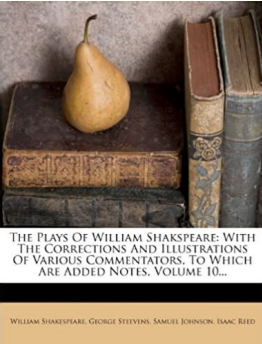 The Plays Of William Shakspeare: With
The Corrections And Illustrations
Of Various Commentators, To Which
Are Added Notes, Volume 10...
William Shakespeare, George Steevens, Samuel Johnson, Isaac Reed